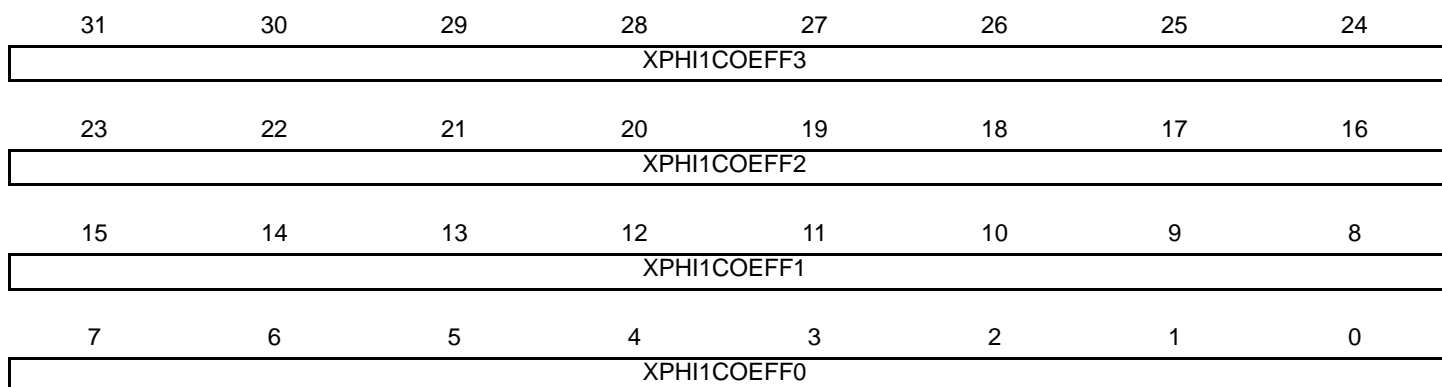 31 30 29 28 27 26 25 24
XPHI1COEFF3
23 22 21 20 19 18 17 16
XPHI1COEFF2
15 14 13 12 11 10 9 8
XPHI1COEFF1
7 6 5 4 3 2 1 0
XPHI1COEFF0